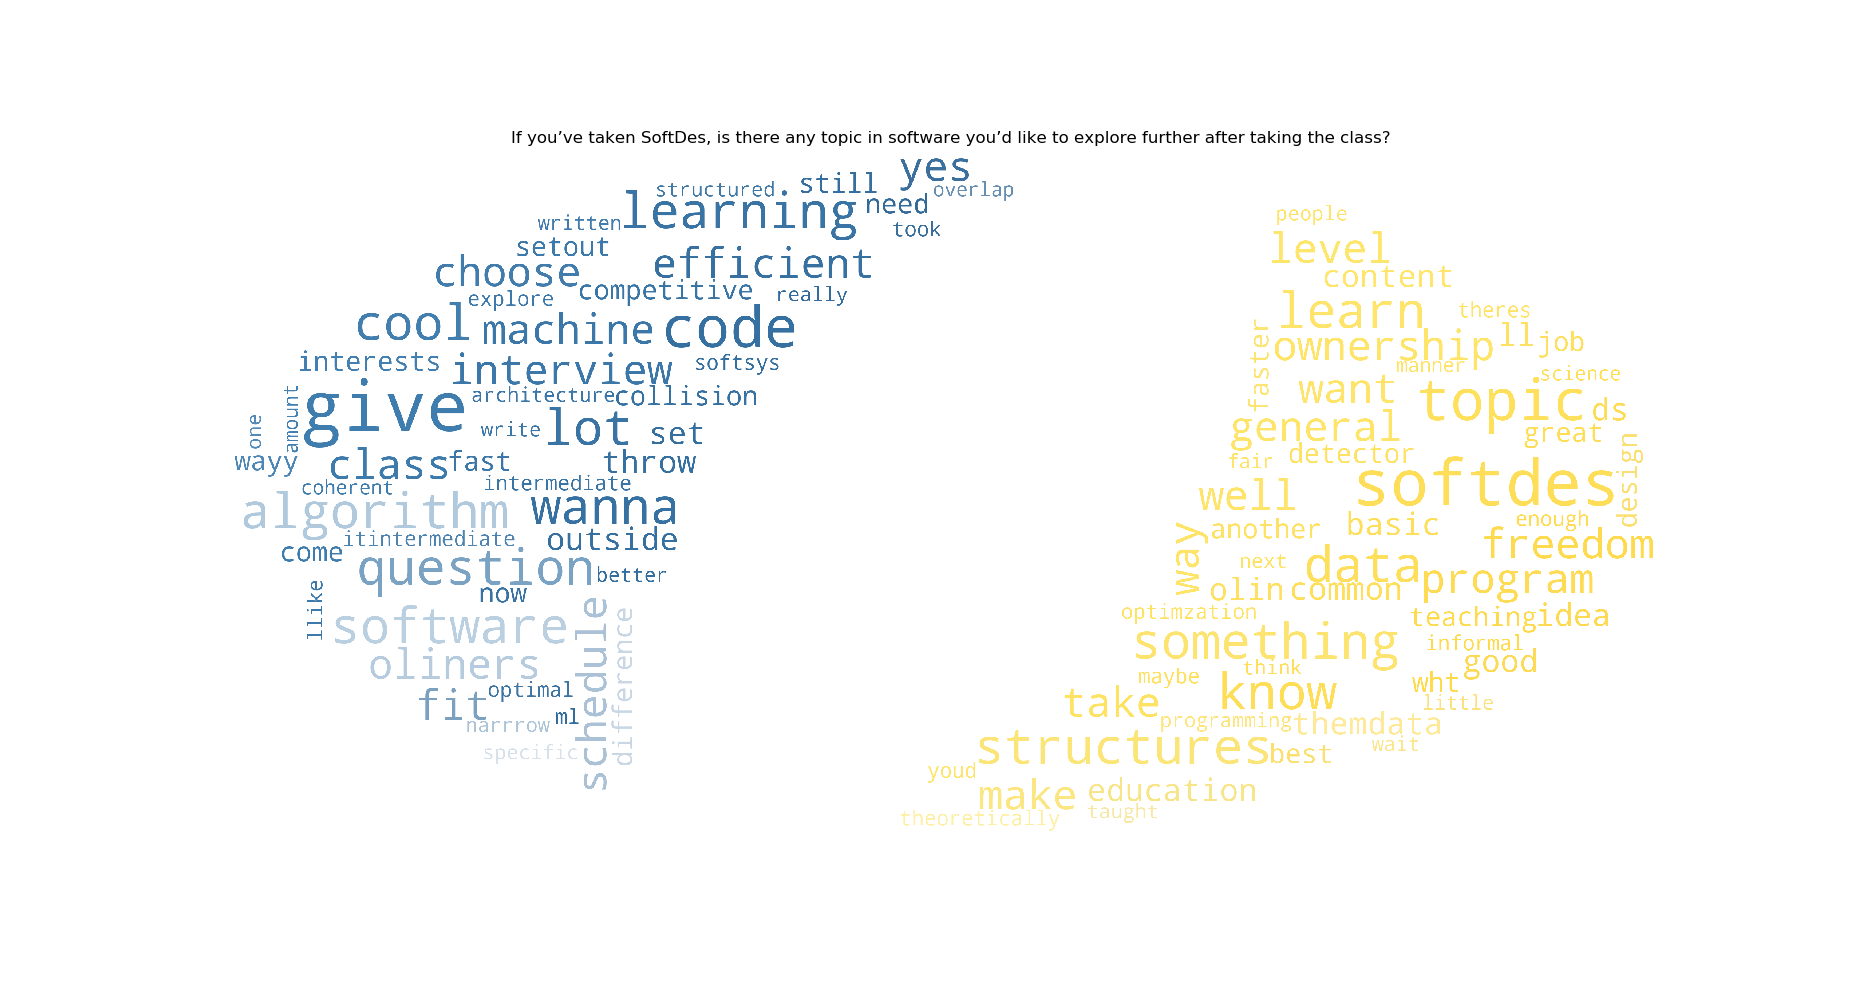 If you’ve taken SoftDes, is there any topic in software you’d like to explore further after taking the class?
yes
structured
still
overlap
learning
need
written
took
setout
efficient
choose
competitive
really
explore
cool
machine
code
interests
interview
softsys
architecture
collision
give
amount
one
write
lot
set
wayy
class
fast
throw
coherent
intermediate
algorithm
wanna
itintermediate
outside
come
question
better
now
llike
software
schedule
difference
oliners
fit
optimal
narrrow
ml
specific
people
level
content
learn
theres
faster
ownership
ll
job
manner
science
want
topic
ds
general
great
design
fair
detector
softdes
well
another
basic
enough
freedom
way
next
data
program
olin
common
optimzation
teaching
idea
something
informal
good
think
maybe
know
wht
take
little
programming
themdata
structures
best
wait
youd
make
education
theoretically
taught